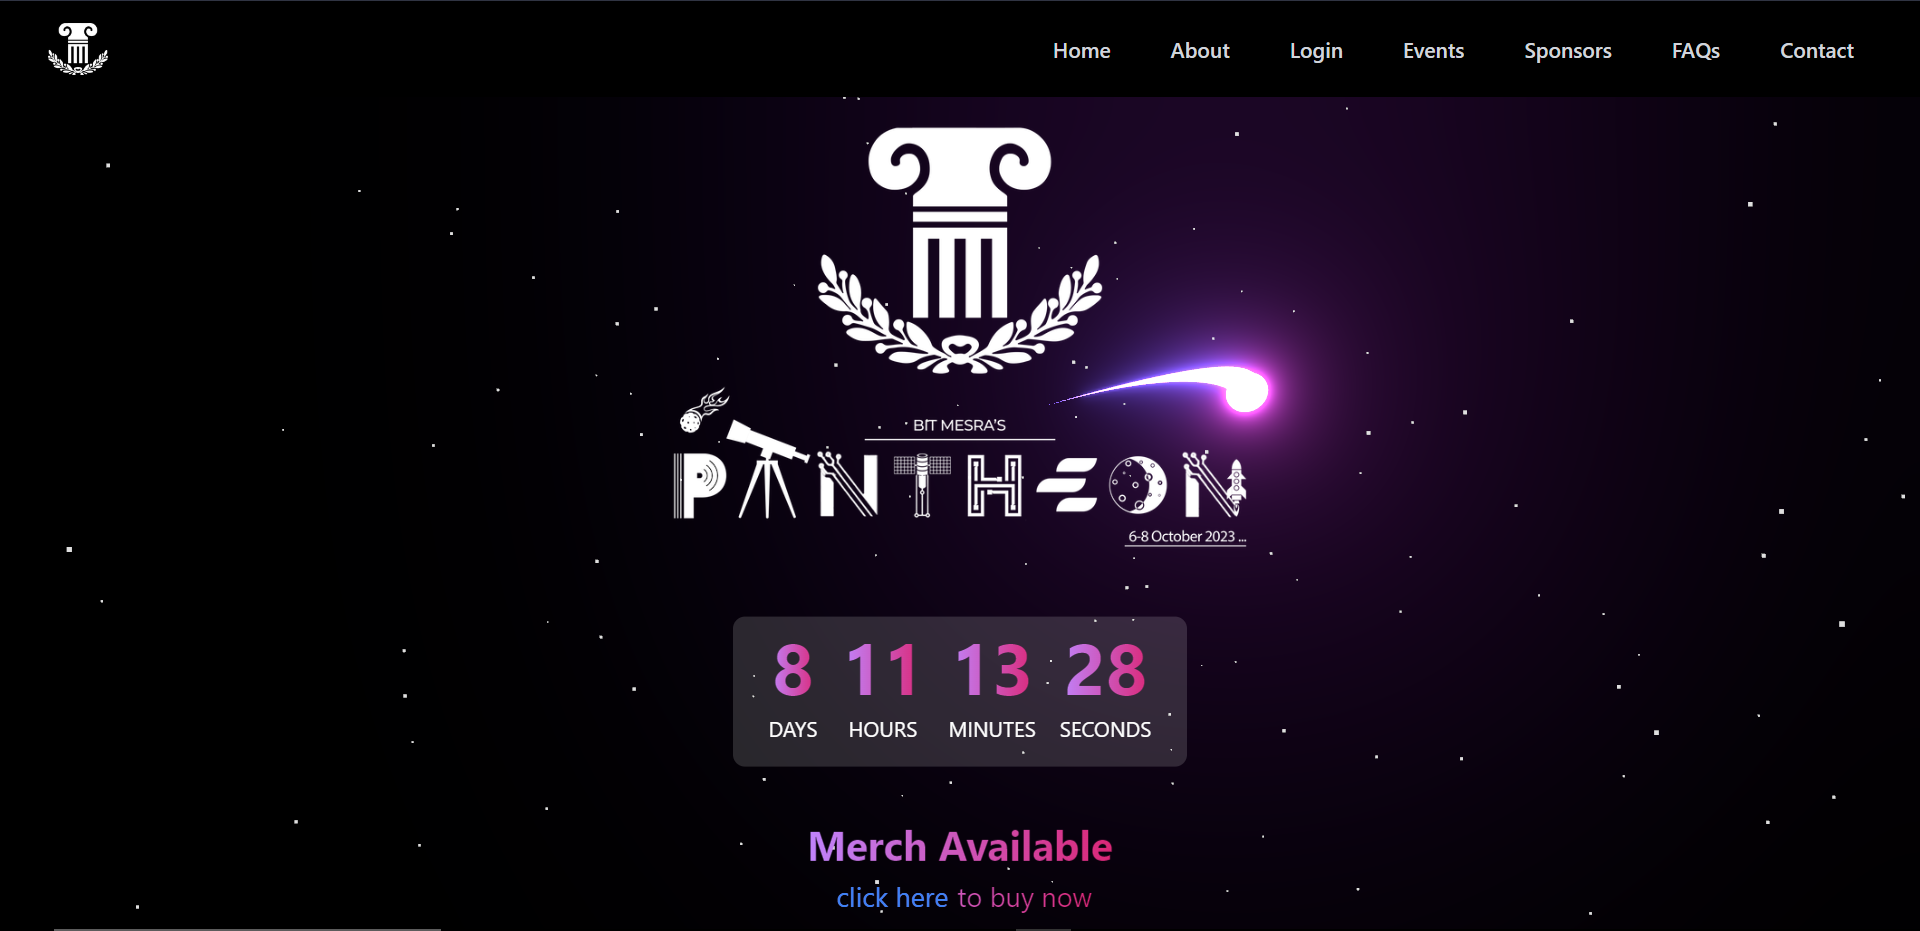 Home About Login Events Sponsors FAQs Contact
BIT MESRA'S
PANTHEON
6-8 October 2023 ...
8 11 13 28
DAYS HOURS MINUTES SECONDS
Merch Available
click here to buy now